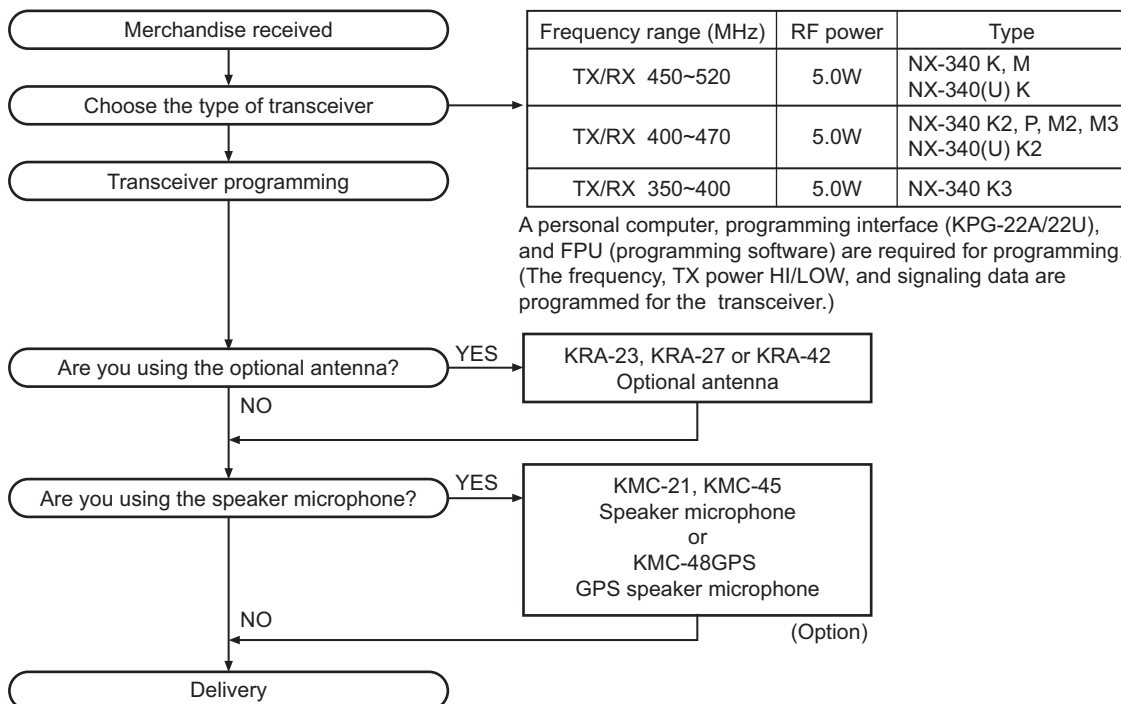 Merchandise received
Choose the type of transceiver
Frequency range (MHz) RF power Type
TX/RX 450~520 5.0W NX-340 K, M
NX-340(U) K
TX/RX 400~470 5.0W NX-340 K2, P, M2, M3
NX-340(U) K2
TX/RX 350~400 5.0W NX-340 K3
Transceiver programming
A personal computer, programming interface (KPG-22A/22U),
and FPU (programming software) are required for programming.
(The frequency, TX power HI/LOW, and signaling data are
programmed for the transceiver.)
Are you using the optional antenna?
YES
KRA-23, KRA-27 or KRA-42
Optional antenna
NO
Are you using the speaker microphone?
YES
KMC-21, KMC-45
Speaker microphone
or
KMC-48GPS
GPS speaker microphone
NO
(Option)
Delivery